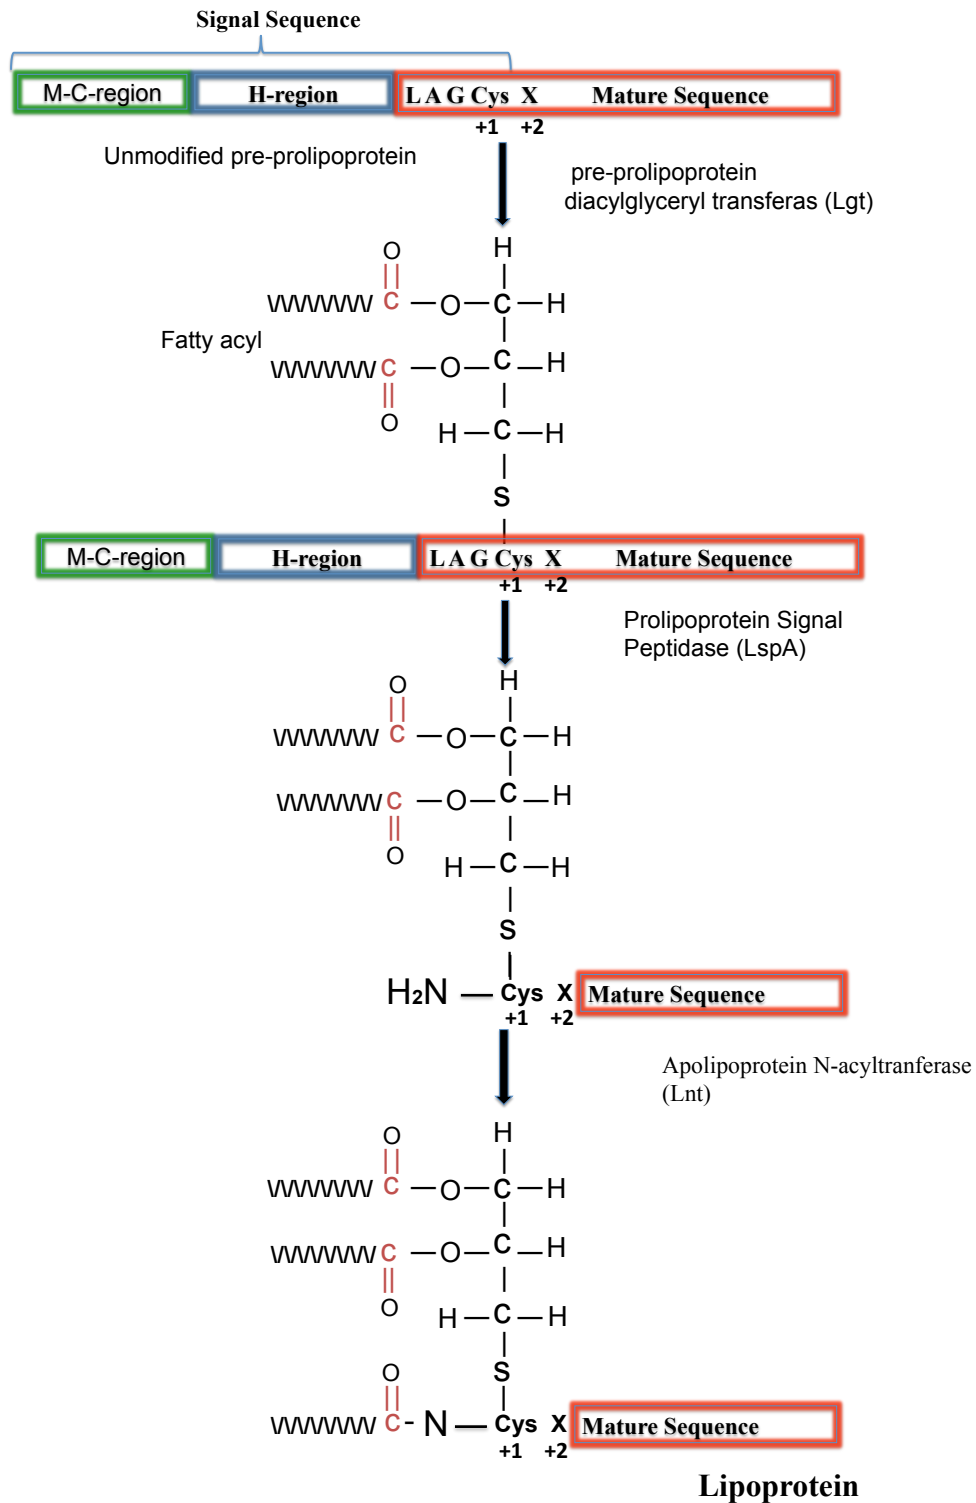 Signal Sequence
M-C-region H-region L A G Cys X Mature Sequence
+1 +2
Unmodified pre-prolipoprotein
pre-prolipoprotein
diacylglyceryl transferas (Lgt)
H
O
C O C H
Fatty acyl
C O C H
O
H C H
S
M-C-region H-region L A G Cys X Mature Sequence
+1 +2
Prolipoprotein Signal
Peptidase (LspA)
H
O
C O C H
C O C H
O
H C H
S
H2N Cys X Mature Sequence
+1 +2
Apolipoprotein N-acyltranferase
(Lnt)
H
O
C O C H
C O C H
O
H C H
S
O
C - N Cys X Mature Sequence
+1 +2
Lipoprotein